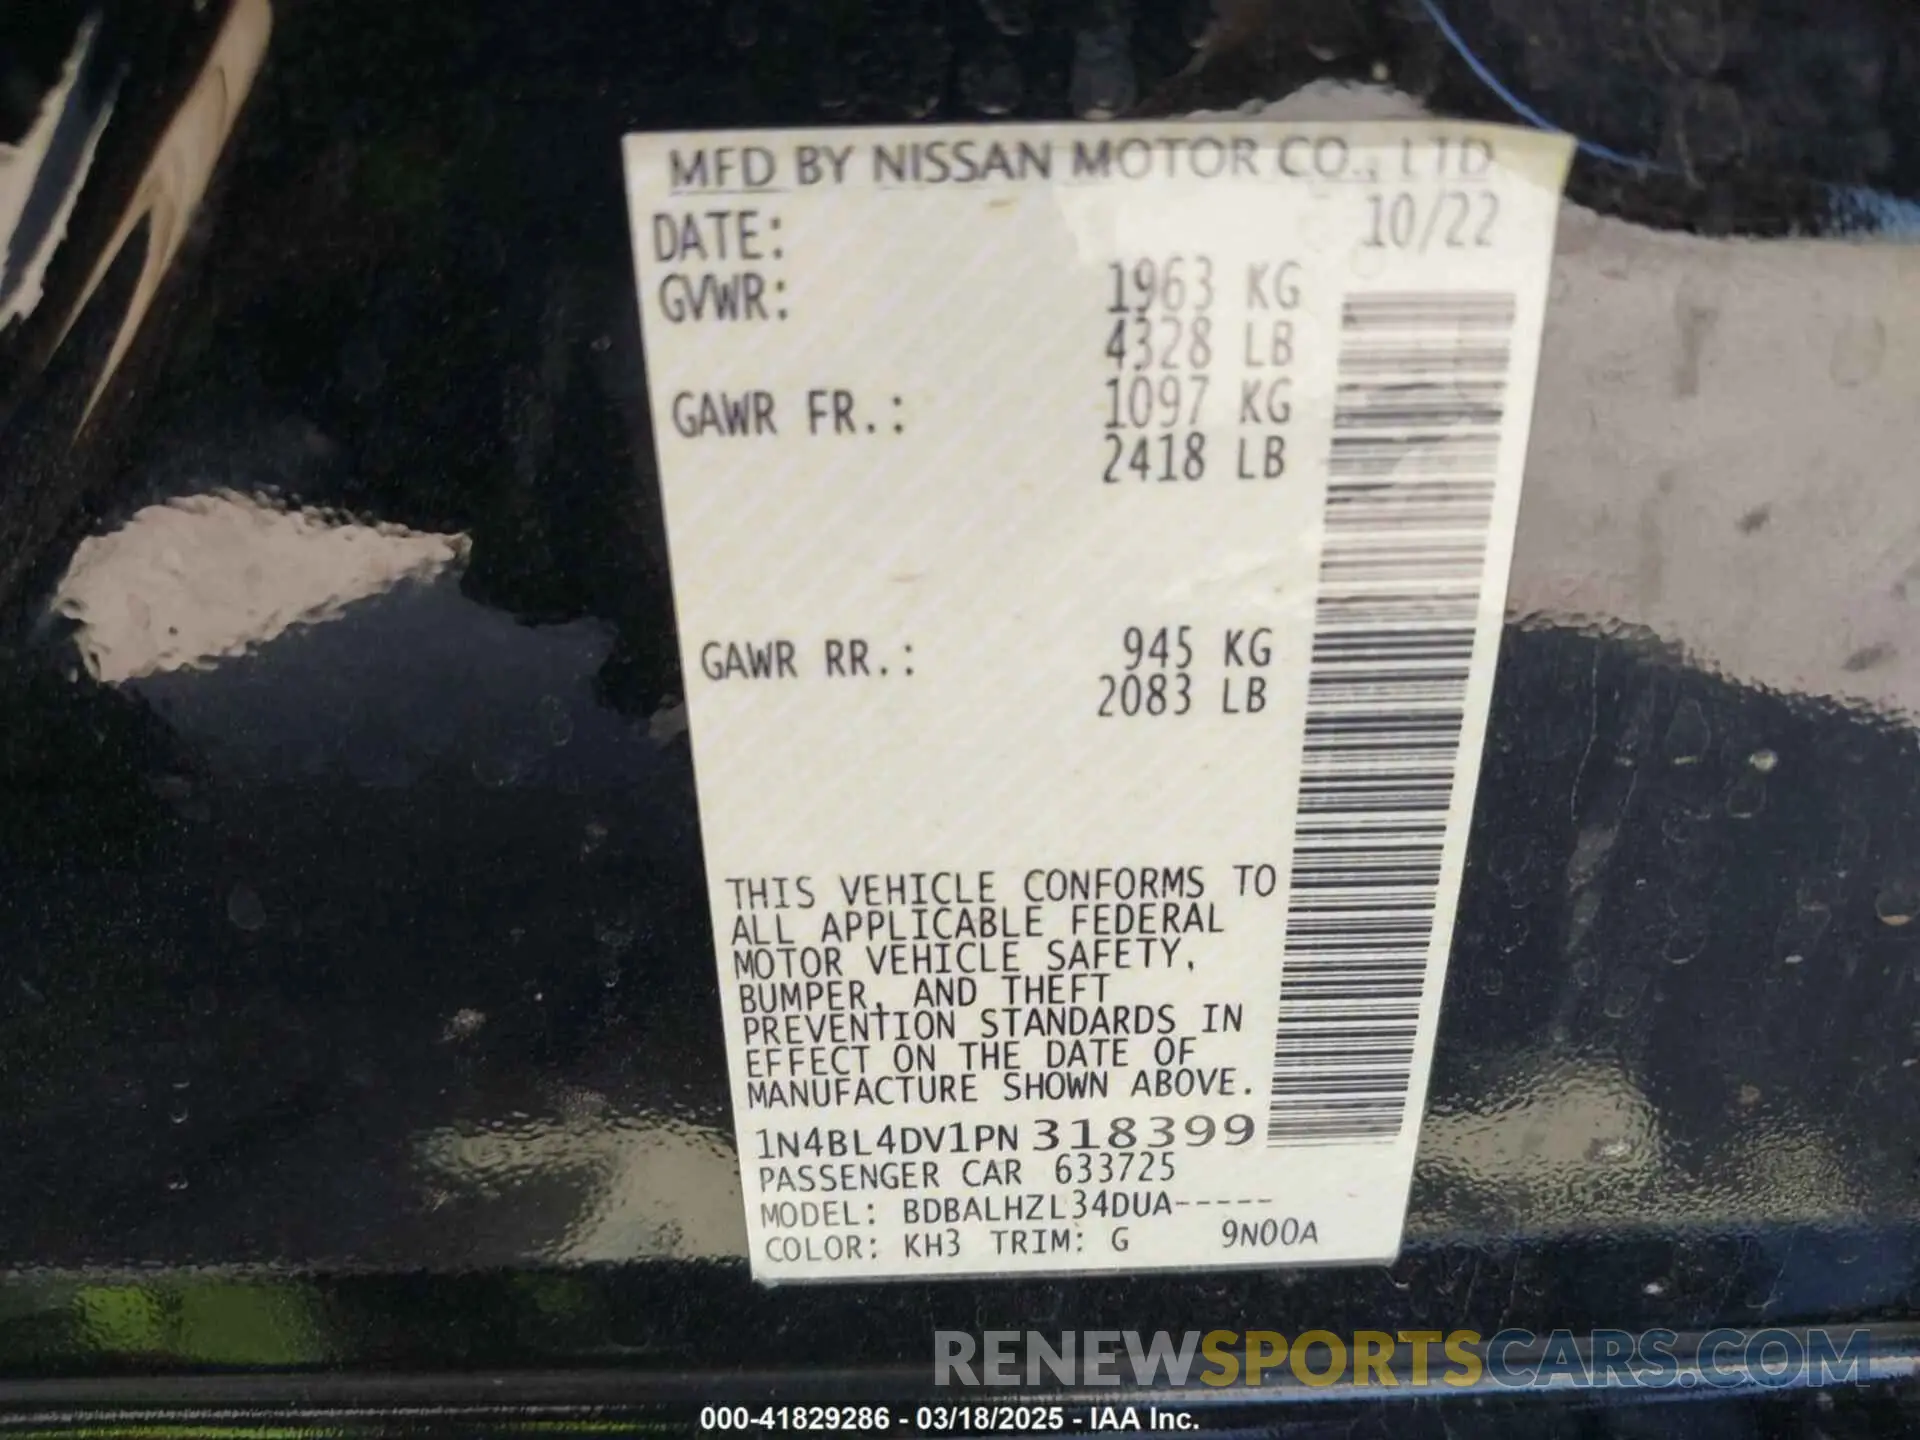 MFD BY NISSAN MOTOR CO., LTD
DATE: 10/22
GVWR: 1963 KG
4328 LB
GAWR FR.: 1097 KG
2418 LB
GAWR RR.: 945 KG
2083 LB
THIS VEHICLE CONFORMS TO
ALL APPLICABLE FEDERAL
MOTOR VEHICLE SAFETY,
BUMPER, AND THEFT
PREVENTION STANDARDS IN
EFFECT ON THE DATE OF
MANUFACTURE SHOWN ABOVE.
1N4BL4DV1PN 318399
PASSENGER CAR 633725
MODEL: BDBALHZL34DUA-----
COLOR: KH3 TRIM: G 9N00A
RENEWSPORTSCARS.COM
000-41829286 - 03/18/2025 - IAA Inc.